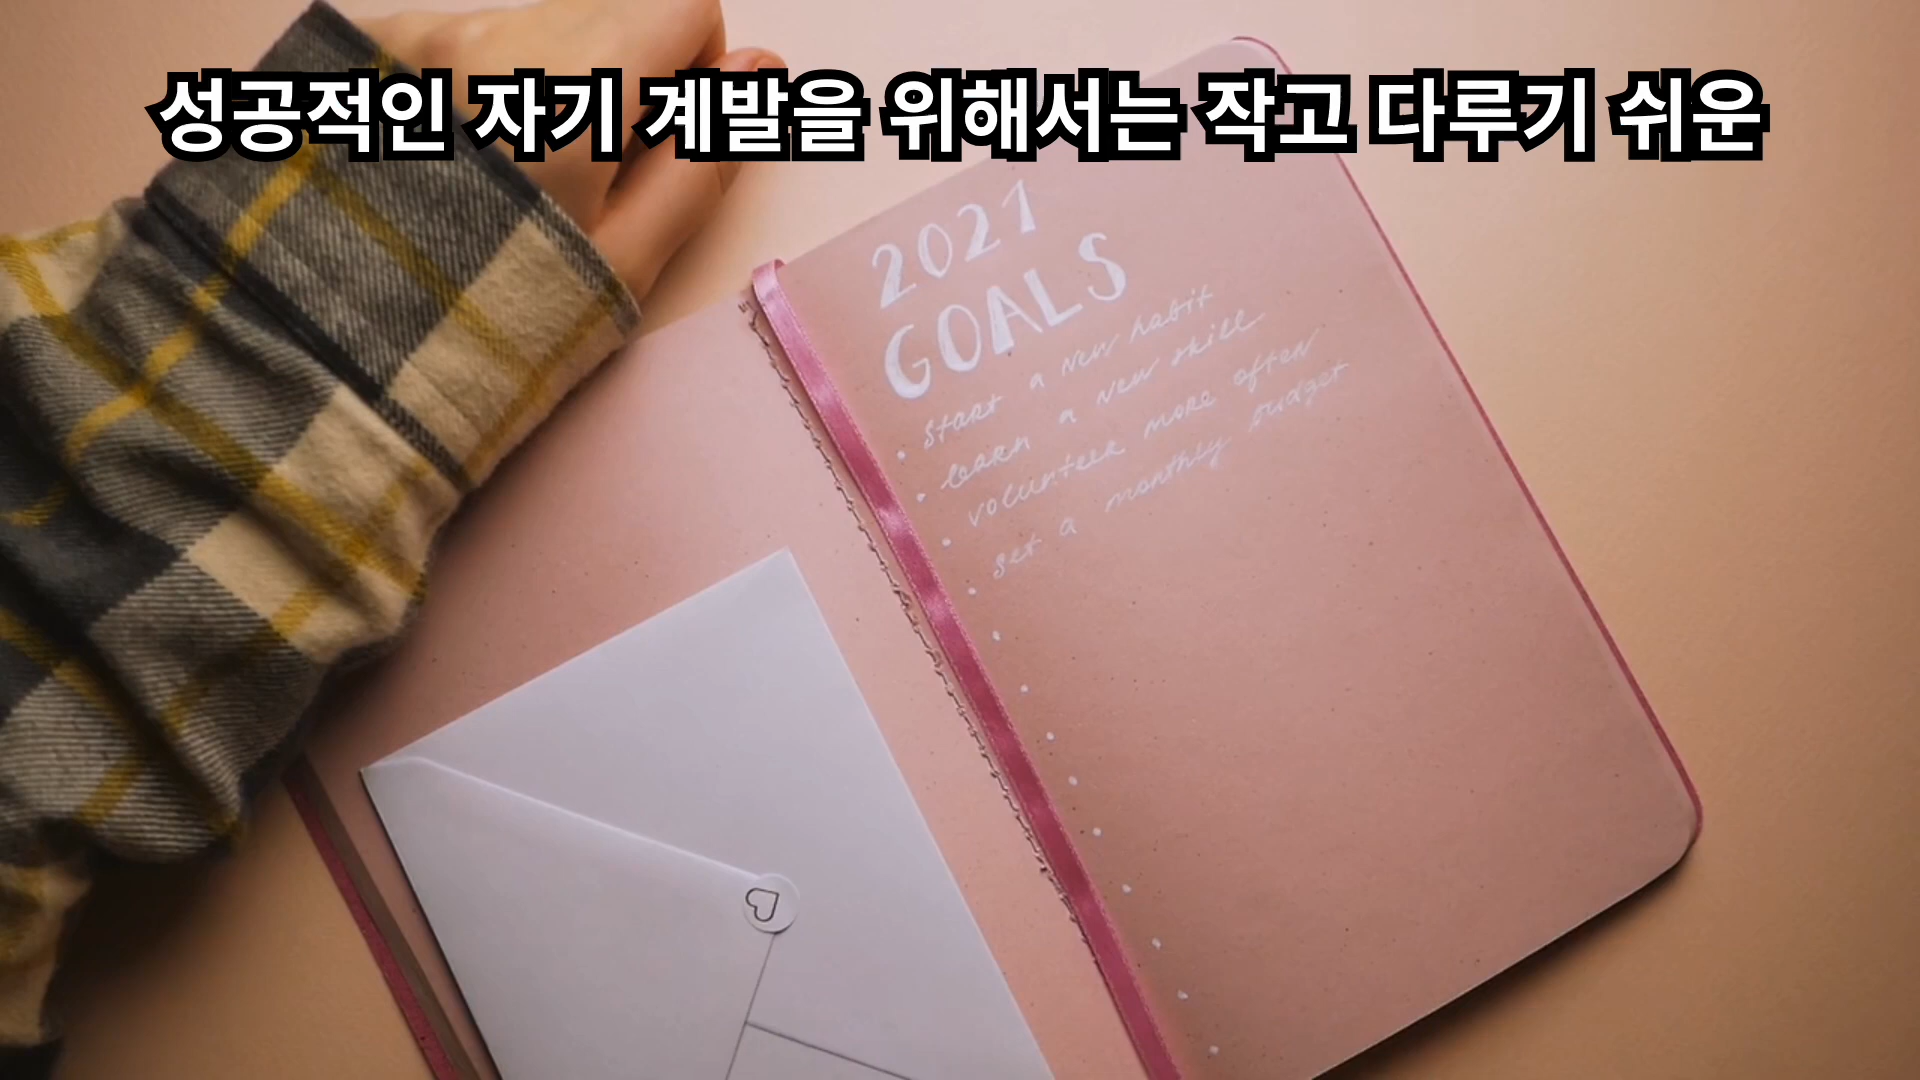 성공적인 자기 계발을 위해서는 작고 다루기 쉬운
2021
GOALS
start a new habit
learn a new skill
volunteer more often
set a monthly budget